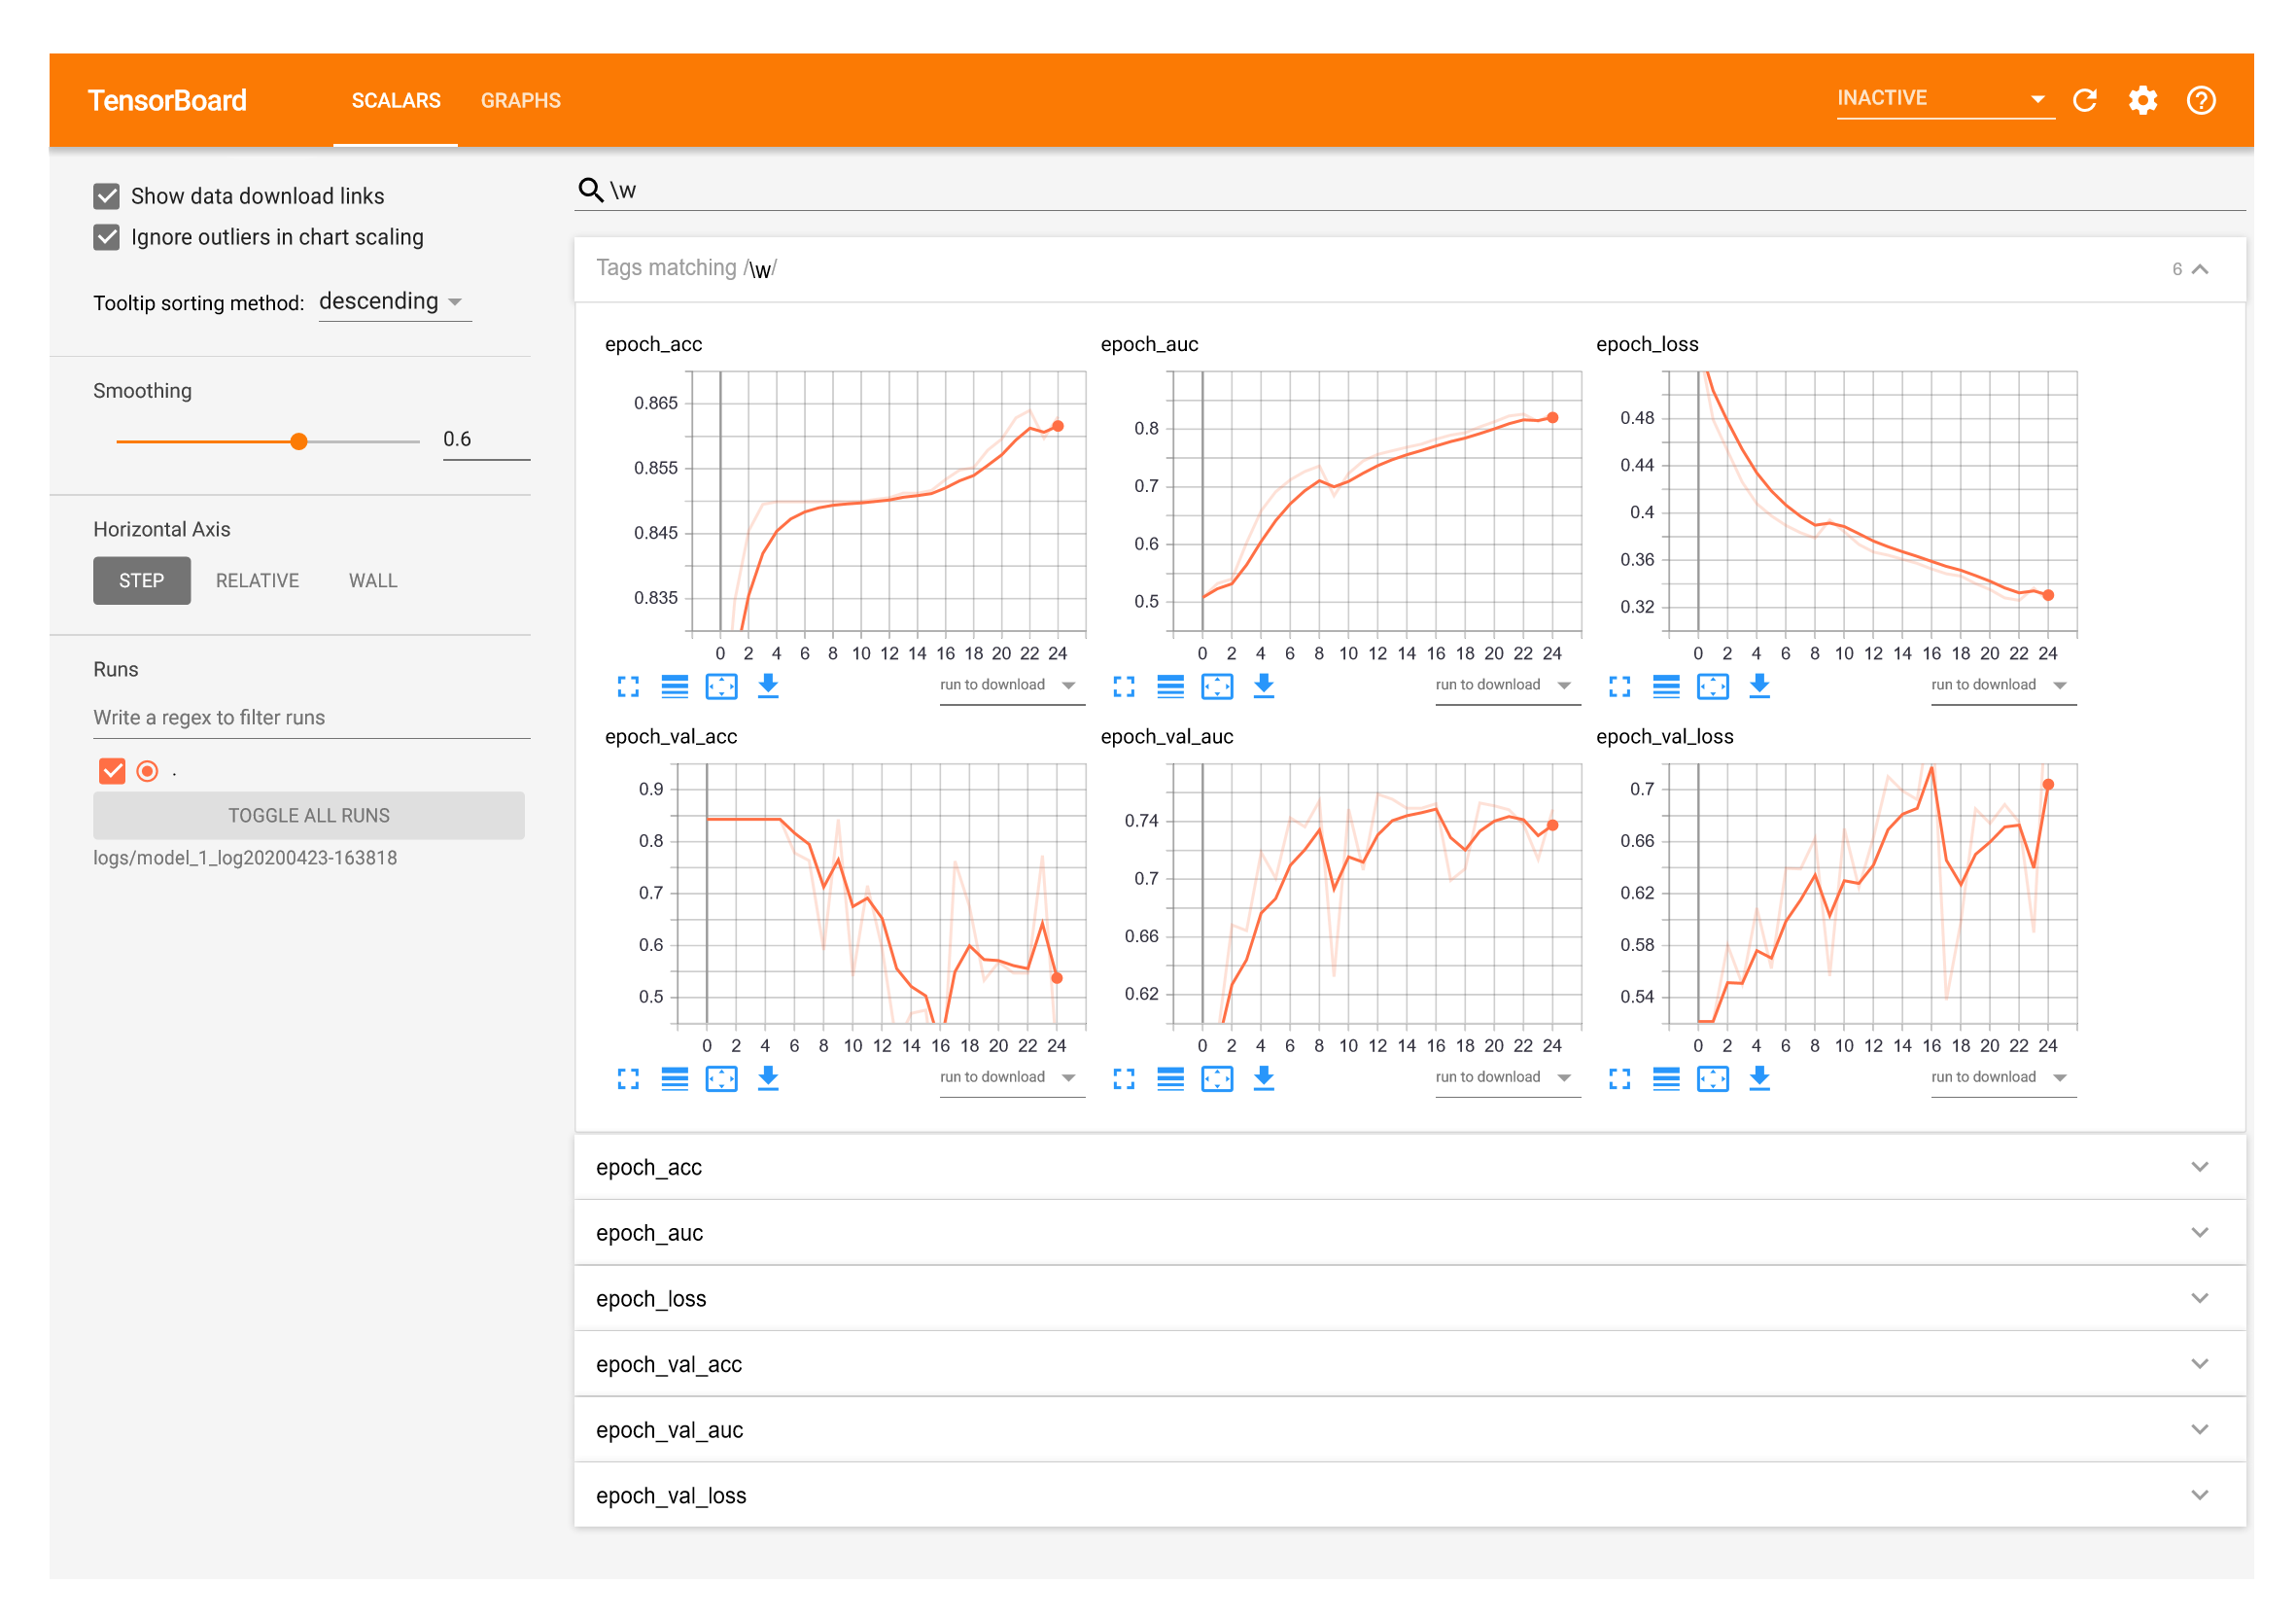 TensorBoard SCALARS GRAPHS INACTIVE
Show data download links
Ignore outliers in chart scaling
Tooltip sorting method: descending
Smoothing
0.6
Horizontal Axis
STEP RELATIVE WALL
Runs
Write a regex to filter runs
.
TOGGLE ALL RUNS
logs/model_1_log20200423-163818
\w
Tags matching /\w/ 6
epoch_acc
0.865
0.855
0.845
0.835
0 2 4 6 8 10 12 14 16 18 20 22 24
run to download
epoch_auc
0.8
0.7
0.6
0.5
0 2 4 6 8 10 12 14 16 18 20 22 24
run to download
epoch_loss
0.48
0.44
0.4
0.36
0.32
0 2 4 6 8 10 12 14 16 18 20 22 24
run to download
epoch_val_acc
0.9
0.8
0.7
0.6
0.5
0 2 4 6 8 10 12 14 16 18 20 22 24
run to download
epoch_val_auc
0.74
0.7
0.66
0.62
0 2 4 6 8 10 12 14 16 18 20 22 24
run to download
epoch_val_loss
0.7
0.66
0.62
0.58
0.54
0 2 4 6 8 10 12 14 16 18 20 22 24
run to download
epoch_acc
epoch_auc
epoch_loss
epoch_val_acc
epoch_val_auc
epoch_val_loss